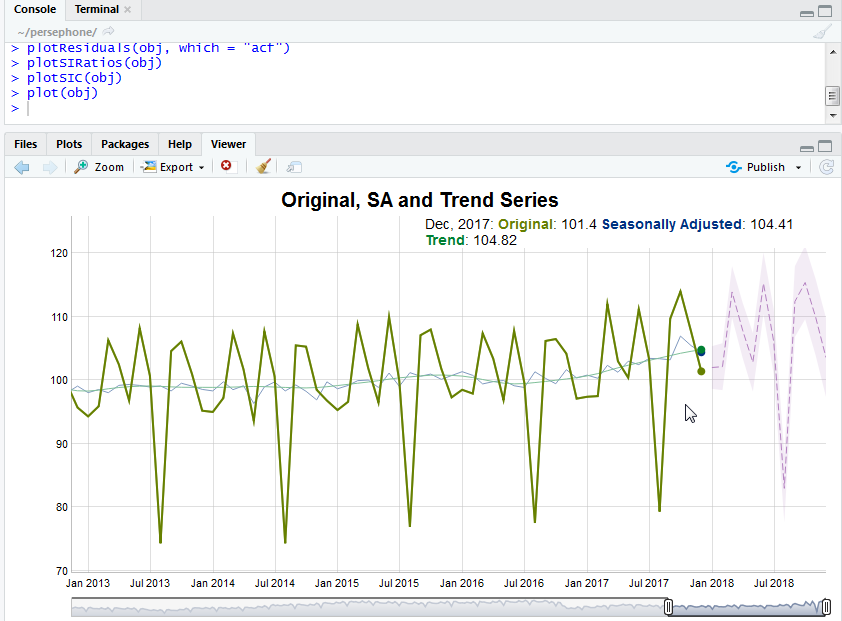 Console Terminal
~/persephone/
> plotResiduals(obj, which = "acf")
> plotSIRatios(obj)
> plotSIC(obj)
> plot(obj)
>
Files Plots Packages Help Viewer
Zoom Export Publish
Original, SA and Trend Series
Dec, 2017: Original: 101.4 Seasonally Adjusted: 104.41
Trend: 104.82
120
110
100
90
80
70
Jan 2013 Jul 2013 Jan 2014 Jul 2014 Jan 2015 Jul 2015 Jan 2016 Jul 2016 Jan 2017 Jul 2017 Jan 2018 Jul 2018